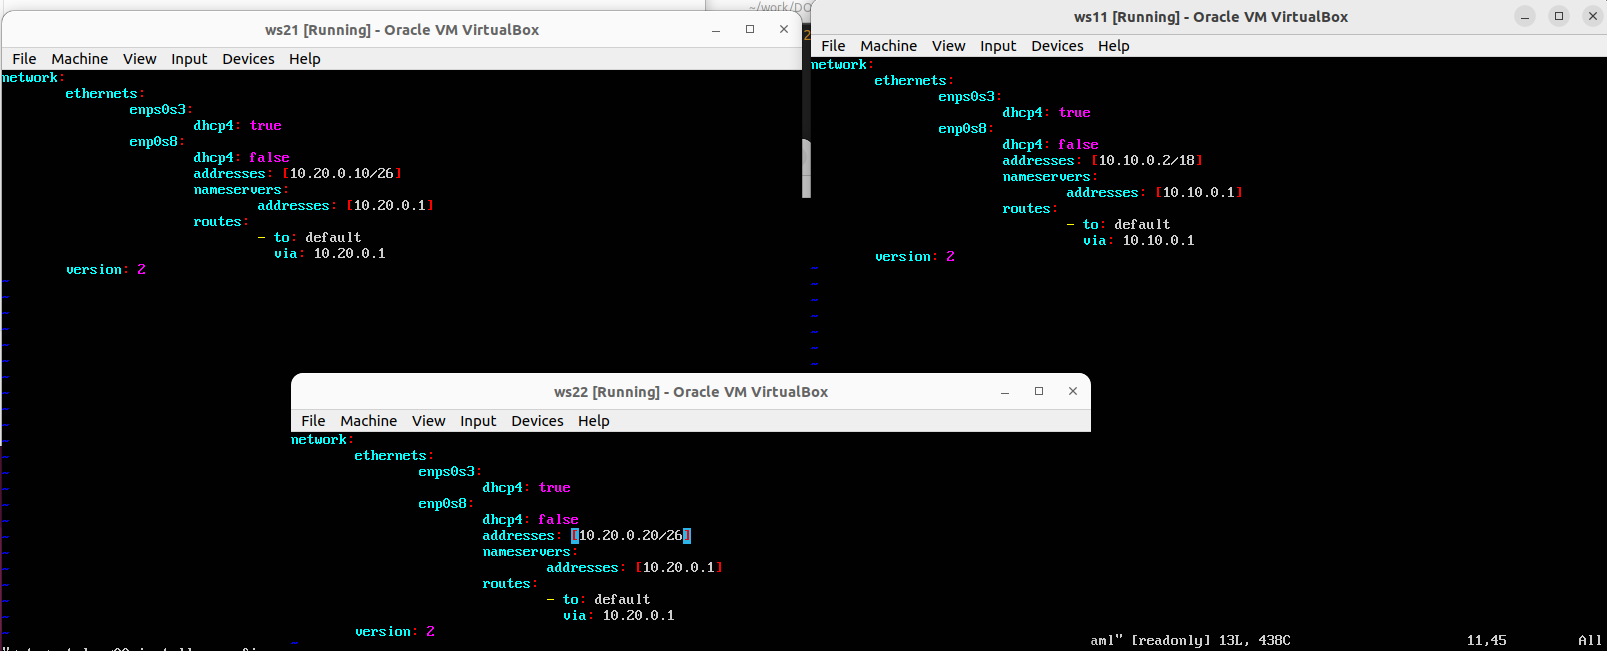 ~/work/DO
ws21 [Running] - Oracle VM VirtualBox
File Machine View Input Devices Help
network:
ethernets:
enps0s3:
dhcp4: true
enp0s8:
dhcp4: false
addresses: [10.20.0.10/26]
nameservers:
addresses: [10.20.0.1]
routes:
- to: default
via: 10.20.0.1
version: 2
ws11 [Running] - Oracle VM VirtualBox
File Machine View Input Devices Help
network:
ethernets:
enps0s3:
dhcp4: true
enp0s8:
dhcp4: false
addresses: [10.10.0.2/18]
nameservers:
addresses: [10.10.0.1]
routes:
- to: default
via: 10.10.0.1
version: 2
aml" [readonly] 13L, 438C 11,45 All
ws22 [Running] - Oracle VM VirtualBox
File Machine View Input Devices Help
network:
ethernets:
enps0s3:
dhcp4: true
enp0s8:
dhcp4: false
addresses: [10.20.0.20/26]
nameservers:
addresses: [10.20.0.1]
routes:
- to: default
via: 10.20.0.1
version: 2